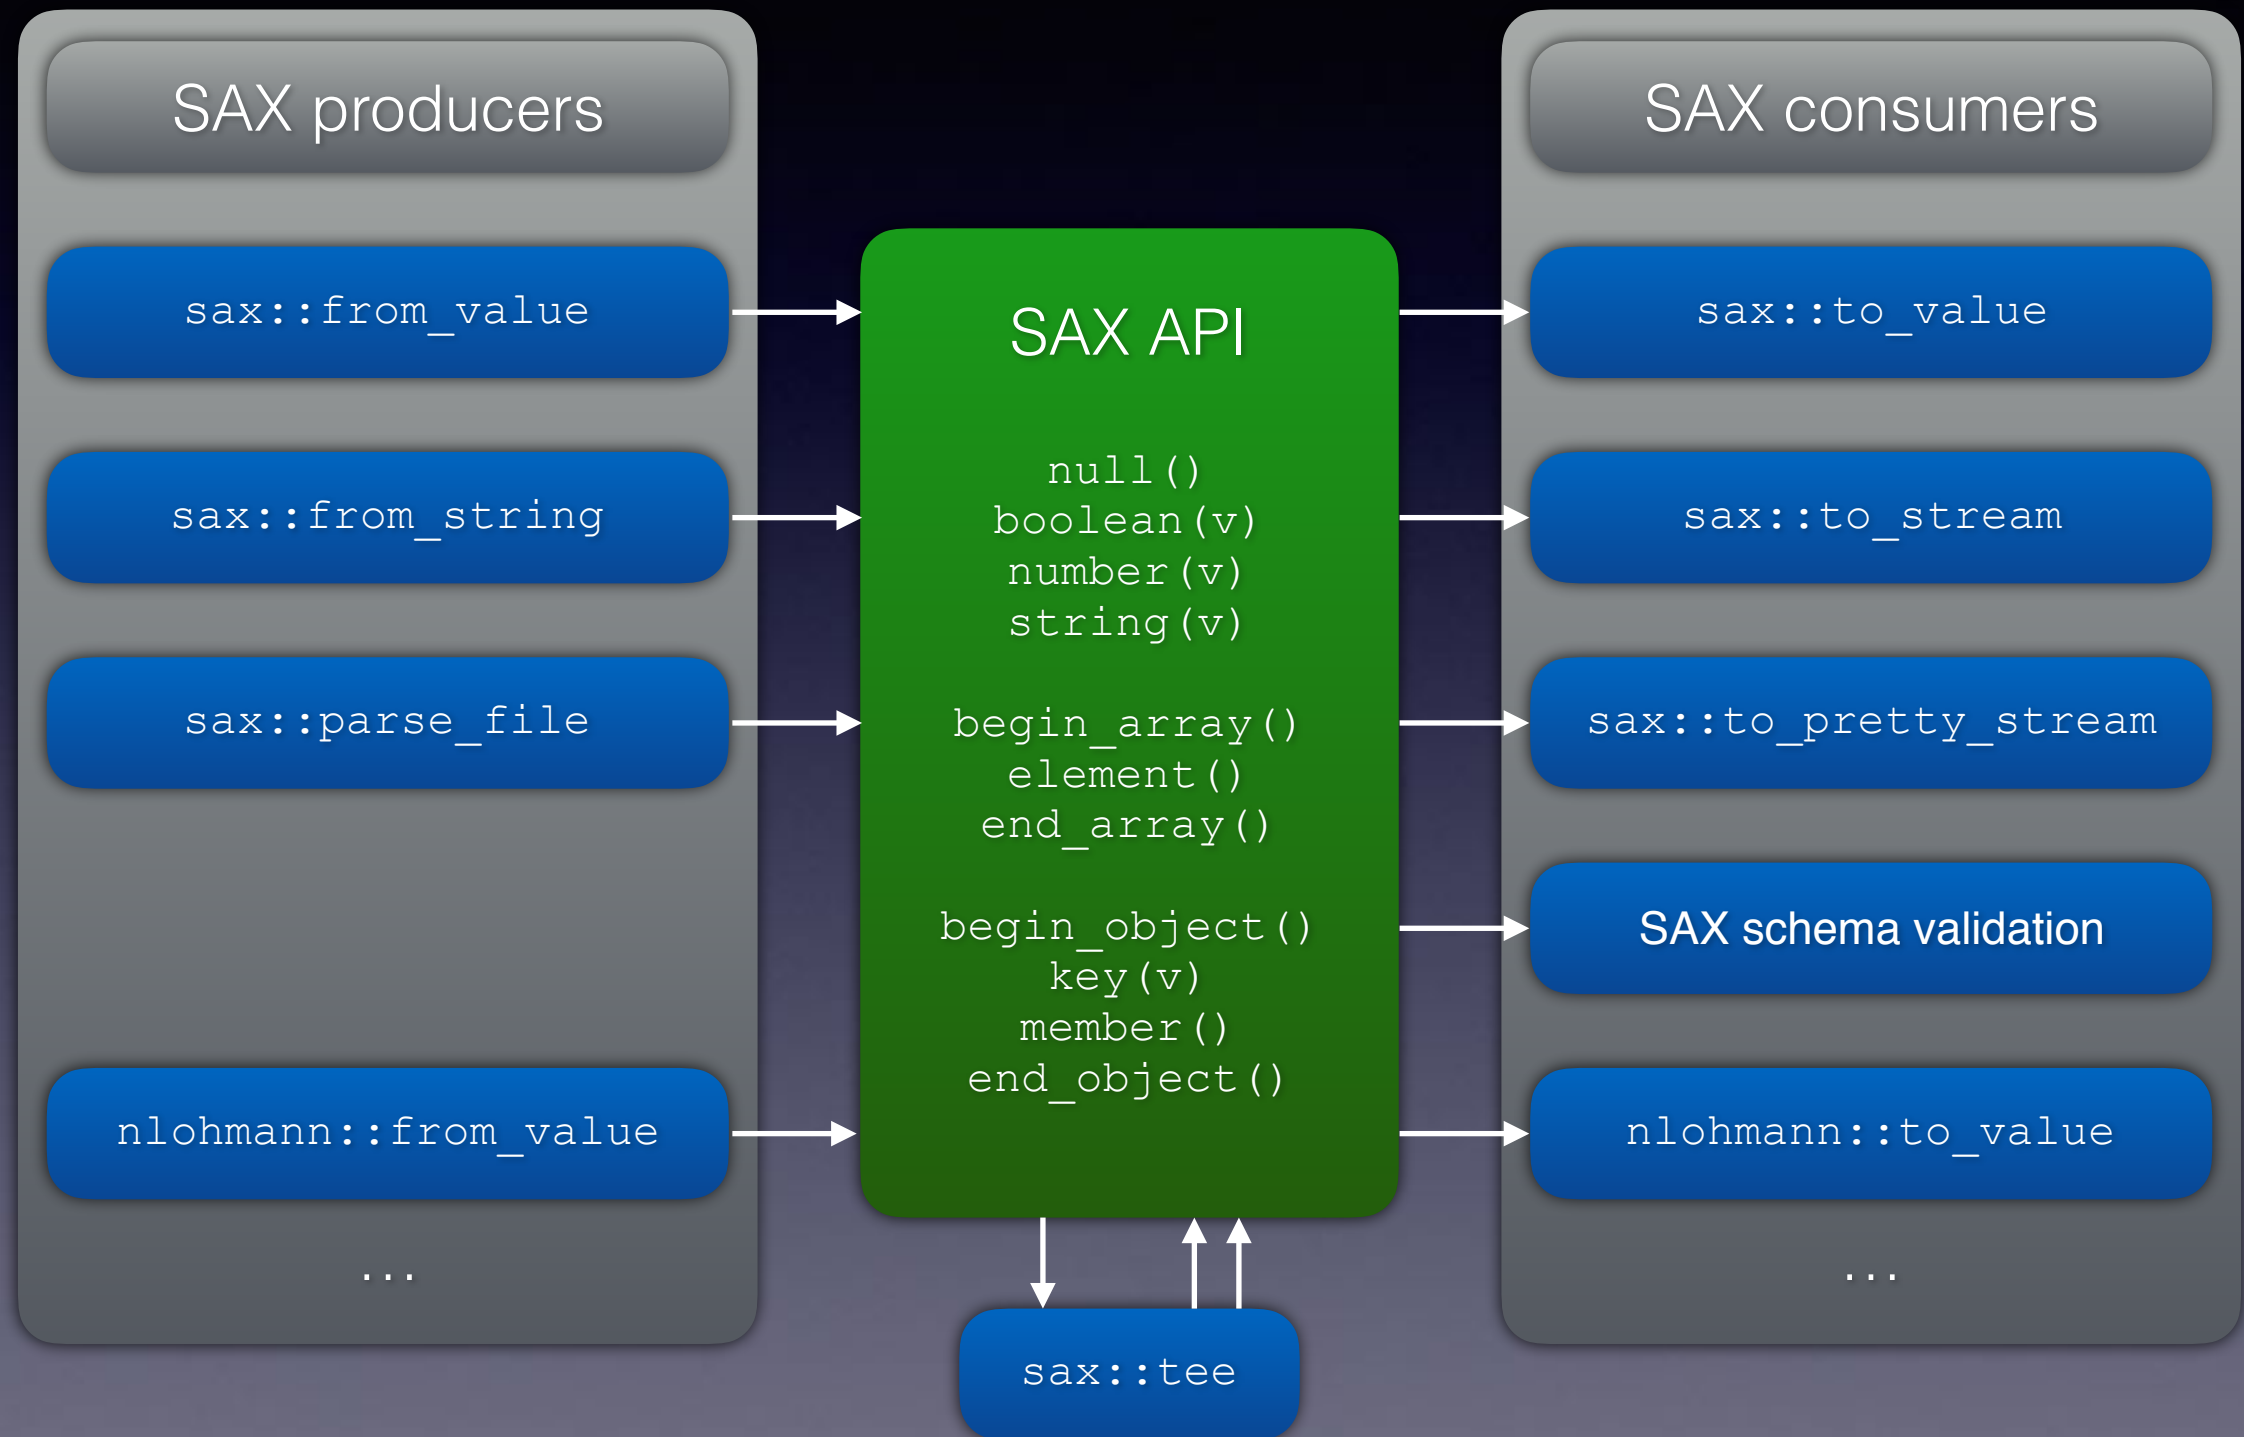 SAX producers
sax::from_value
sax::from_string
sax::parse_file
nlohmann::from_value
...
SAX API
null()
boolean(v)
number(v)
string(v)
begin_array()
element()
end_array()
begin_object()
key(v)
member()
end_object()
sax::tee
SAX consumers
sax::to_value
sax::to_stream
sax::to_pretty_stream
SAX schema validation
nlohmann::to_value
...